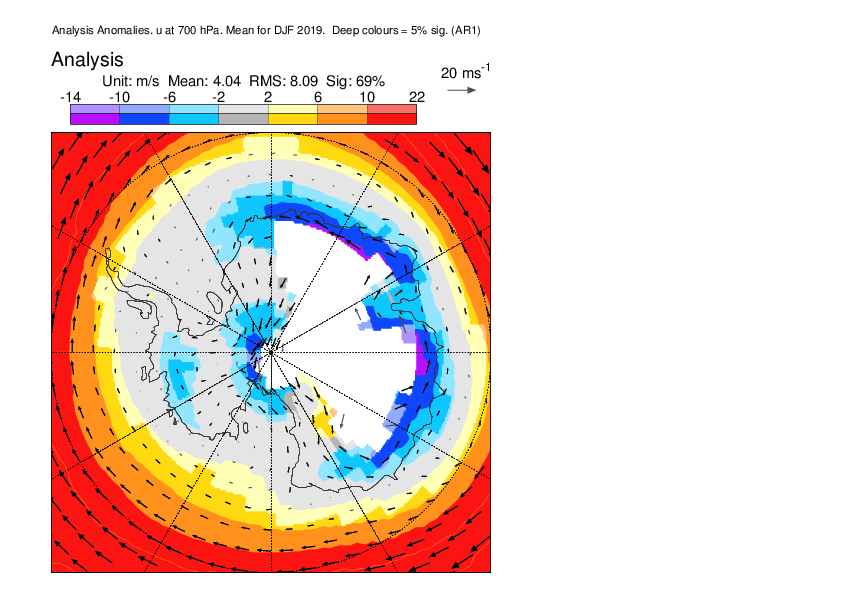 Analysis Anomalies. u at 700 hPa. Mean for DJF 2019.  Deep colours = 5% sig. (AR1)
Analysis
20 ms-1
Unit: m/s  Mean: 4.04  RMS: 8.09  Sig: 69%
-14 -10 -6 -2 2 6 10 22